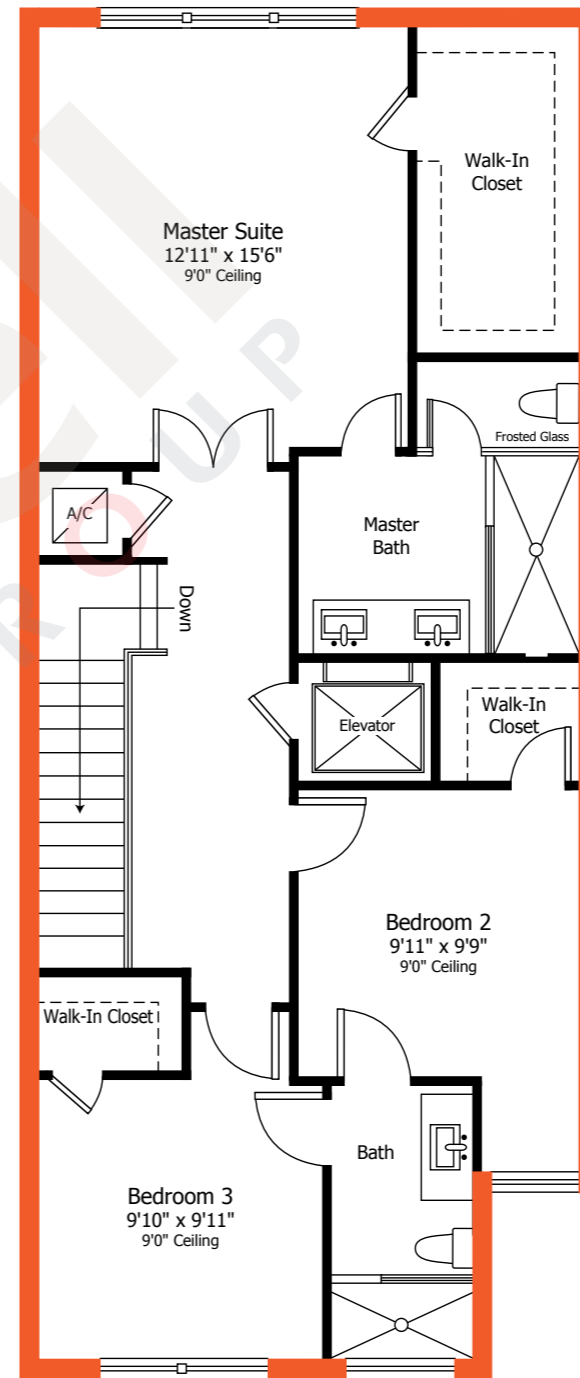 Walk-In
Closet
Master Suite
12'11" x 15'6"
9'0" Ceiling
Frosted Glass
A/C
Master
Bath
Down
Elevator
Walk-In
Closet
Bedroom 2
9'11" x 9'9"
9'0" Ceiling
Walk-In Closet
Bath
Bedroom 3
9'10" x 9'11"
9'0" Ceiling
ROUP